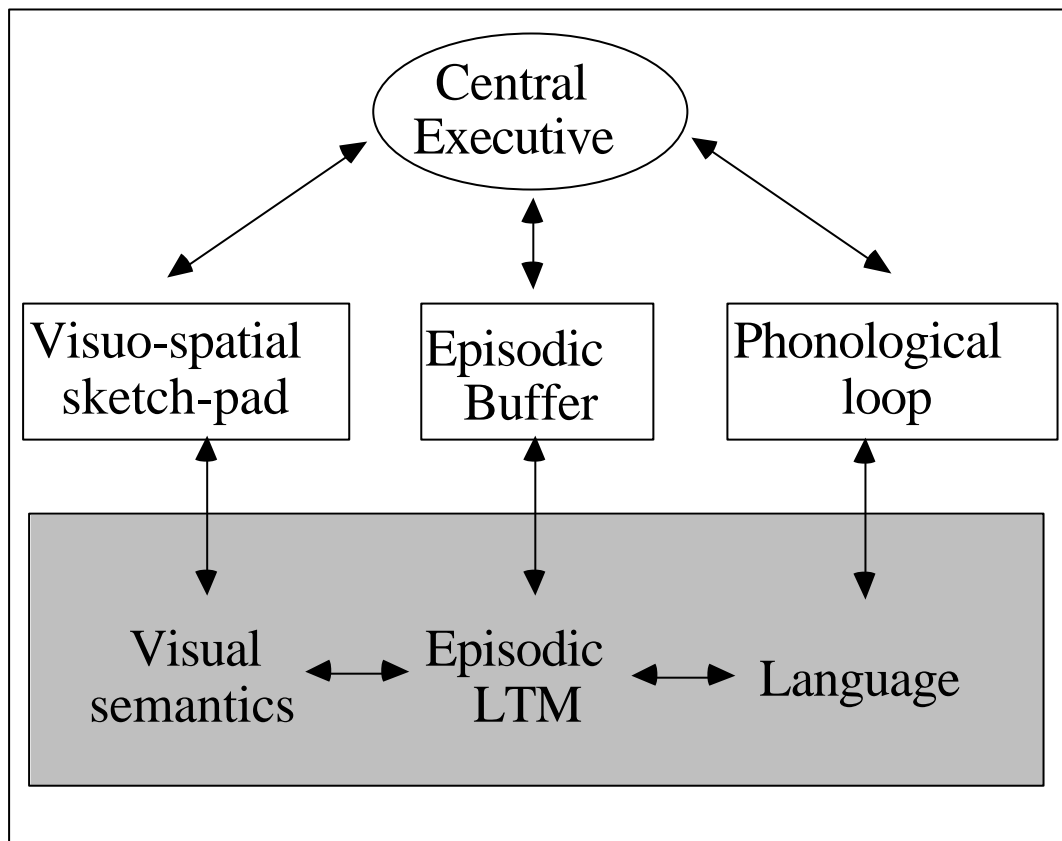 Central
Executive
Visuo-spatial
sketch-pad
Episodic
Buffer
Phonological
loop
Visual
semantics
Episodic
LTM
Language